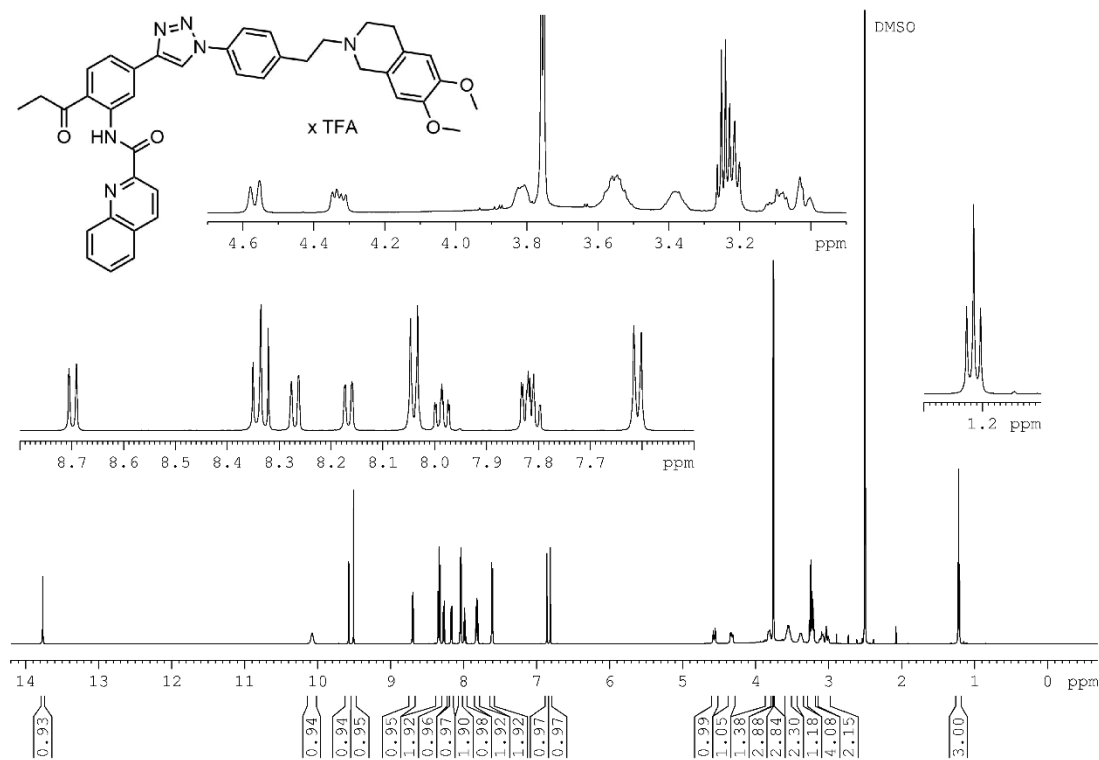 DMSO
N
N
N
N
O
O
O
HN
O
N
x TFA
4.6 4.4 4.2 4.0 3.8 3.6 3.4 3.2 ppm
1.2 ppm
8.7 8.6 8.5 8.4 8.3 8.2 8.1 8.0 7.9 7.8 7.7 ppm
14 13 12 11 10 9 8 7 6 5 4 3 2 1 0 ppm
0.93 0.94 0.94 0.95 0.95 1.92 0.96 0.97 1.90 0.98 1.92 1.92 0.97 0.97 0.99 1.05 1.38 2.88 2.84 2.30 1.18 4.08 2.15 3.00